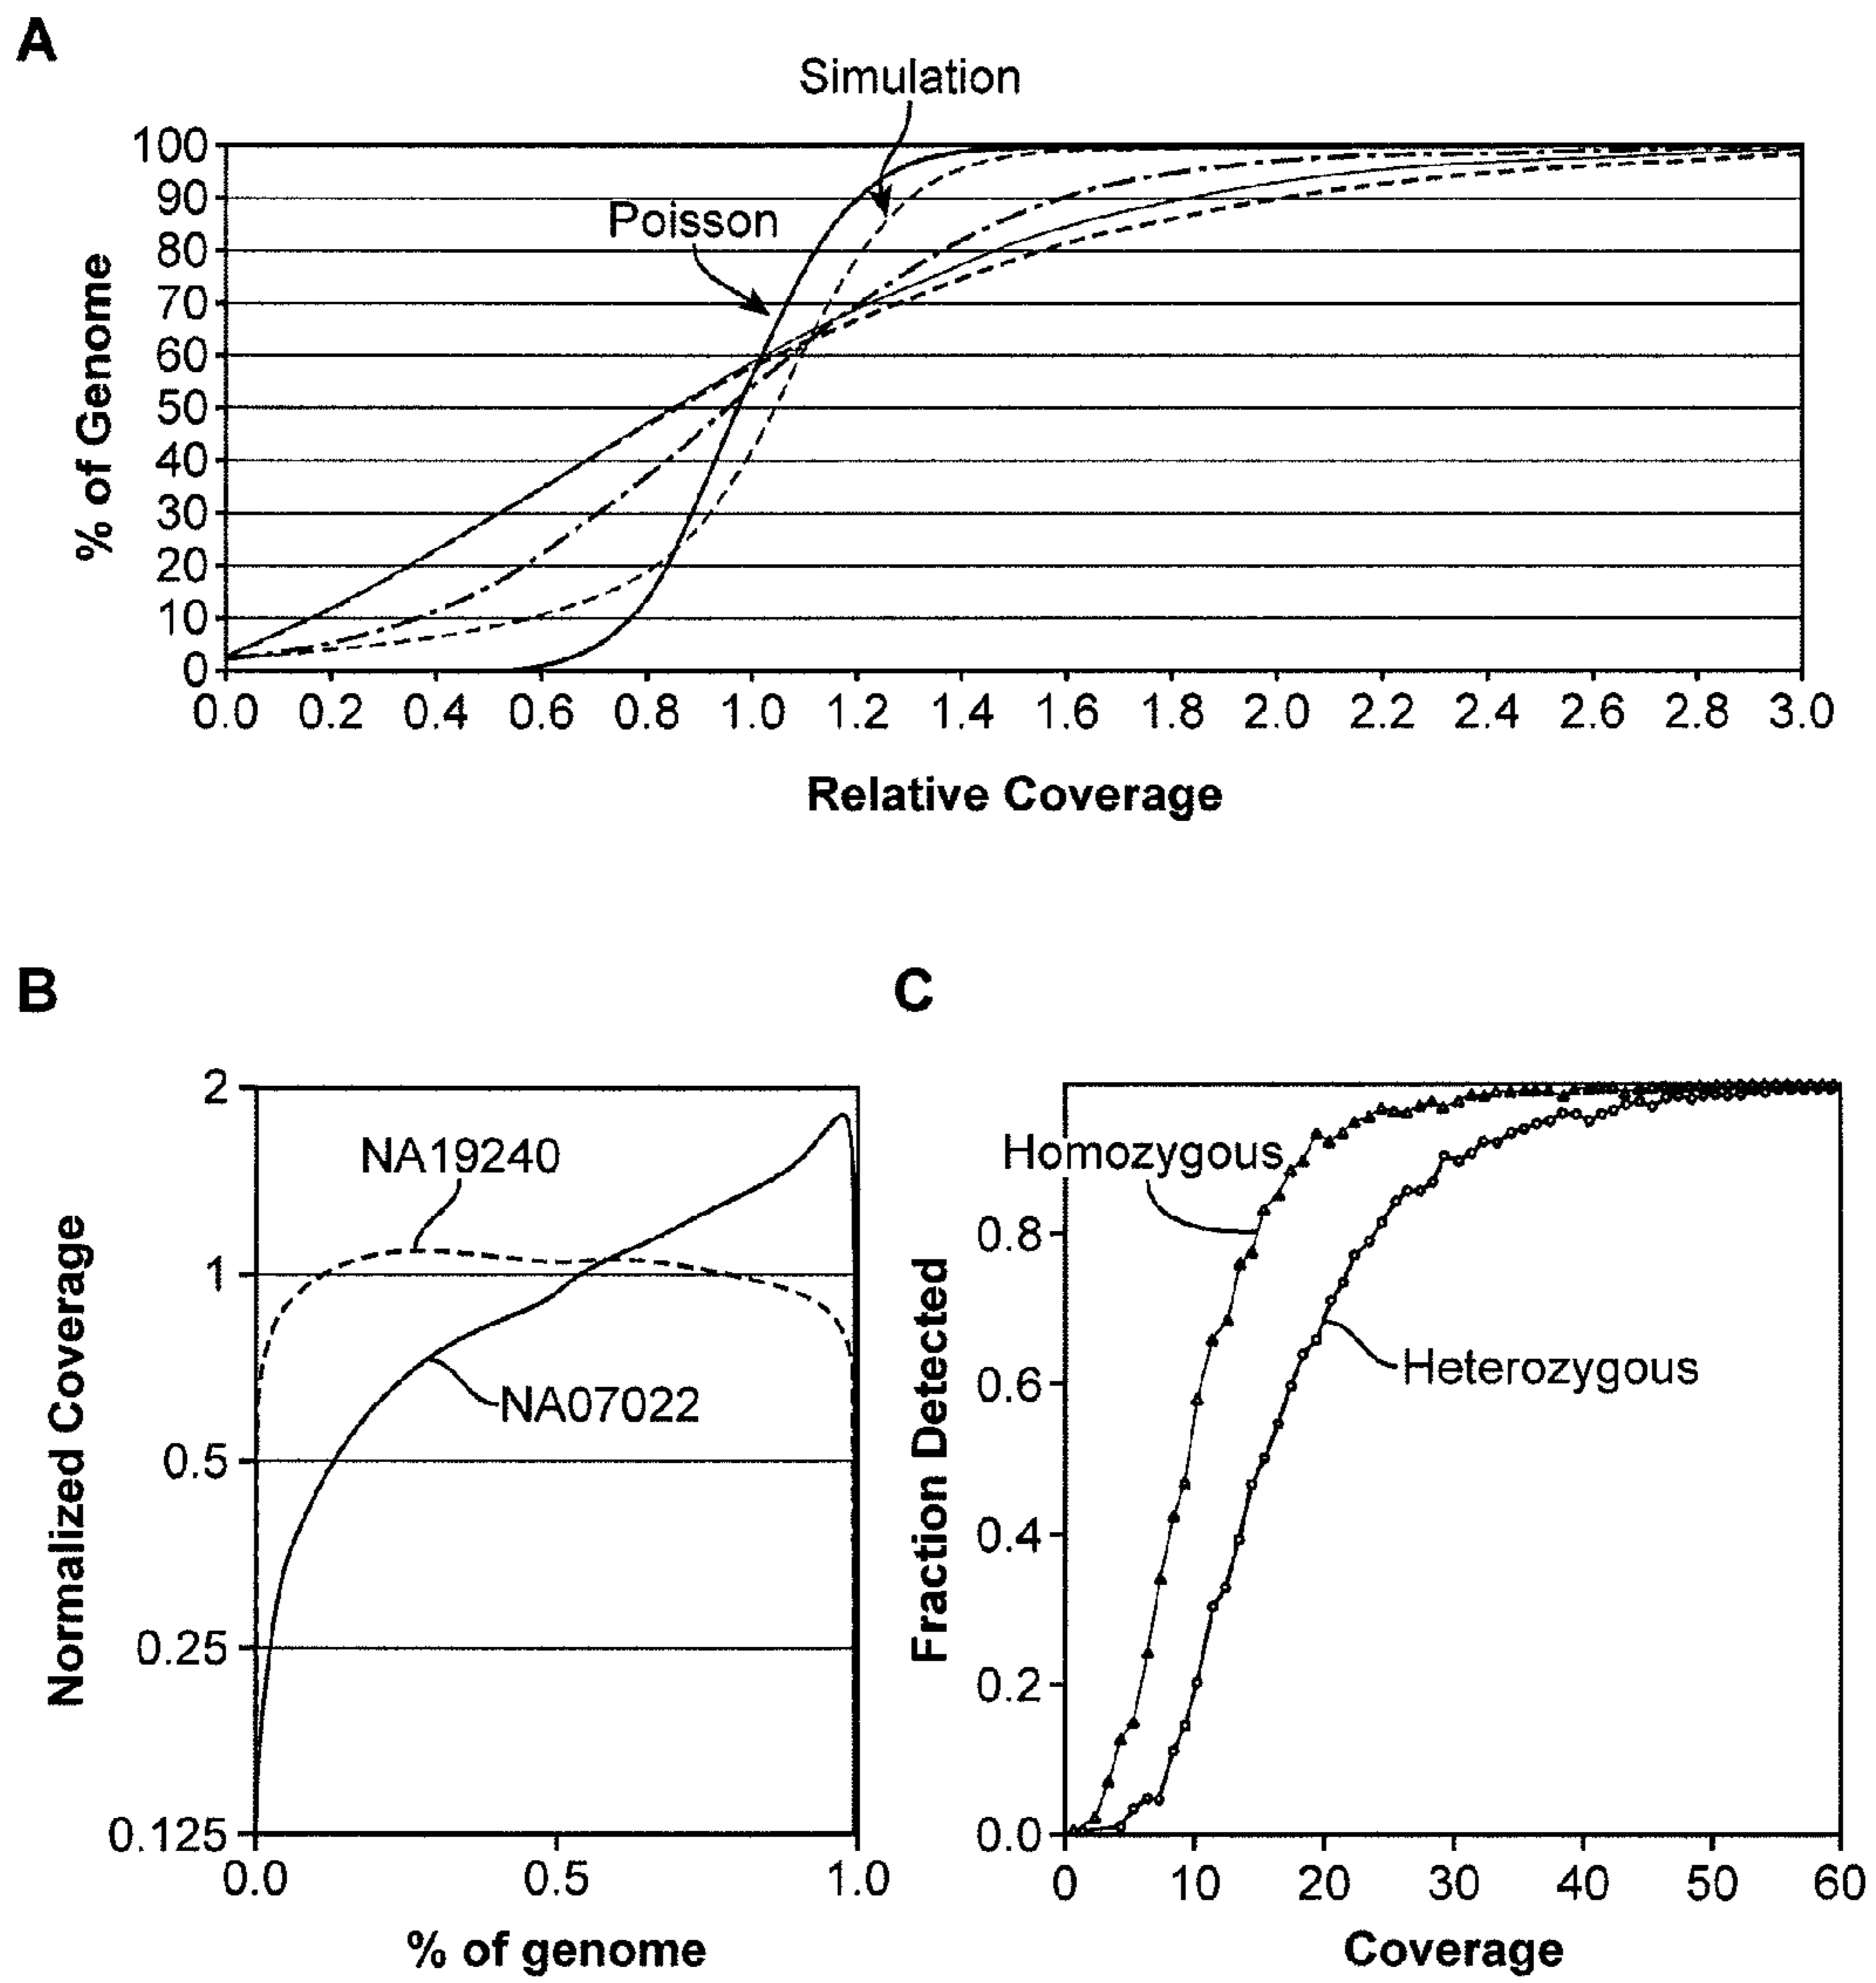 A
Simulation
Poisson
100
90
80
70
60
50
40
30
20
10
0
% of Genome
0.0 0.2 0.4 0.6 0.8 1.0 1.2 1.4 1.6 1.8 2.0 2.2 2.4 2.6 2.8 3.0
Relative Coverage
B
2
1
0.5
0.25
0.125
Normalized Coverage
NA19240
NA07022
0.0 0.5 1.0
% of genome
C
Homozygous
Heterozygous
0.8
0.6
0.4
0.2
0.0
Fraction Detected
0 10 20 30 40 50 60
Coverage